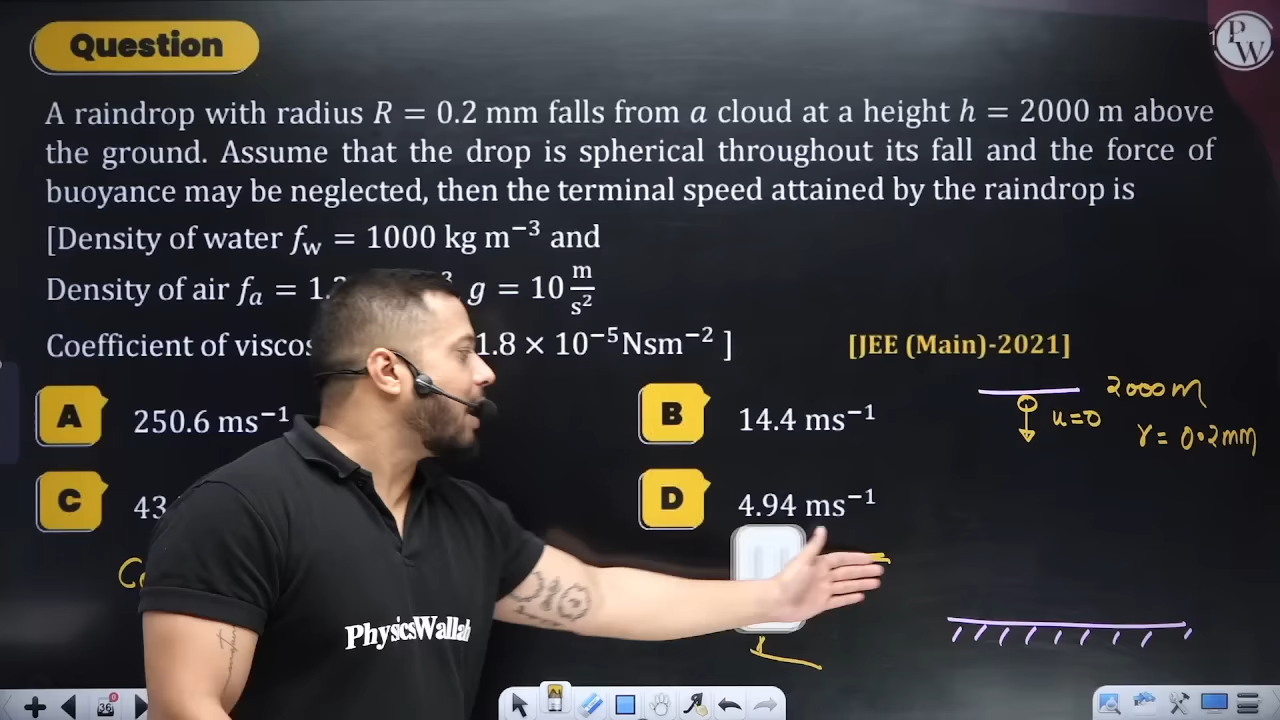 Question
PW
A raindrop with radius R = 0.2 mm falls from a cloud at a height h = 2000 m above
the ground. Assume that the drop is spherical throughout its fall and the force of
buoyance may be neglected, then the terminal speed attained by the raindrop is
[Density of water f_w = 1000 kg m⁻³ and
Density of air f_a = 1. ³, g = 10 m/s²
Coefficient of 1.8 × 10⁻⁵ Nsm⁻² ]
[JEE (Main)-2021]
A 250.6 ms⁻¹
B 14.4 ms⁻¹
2000m
u=0
r = 0.2mm
C 43
D 4.94 ms⁻¹
PhysicsWallah
36